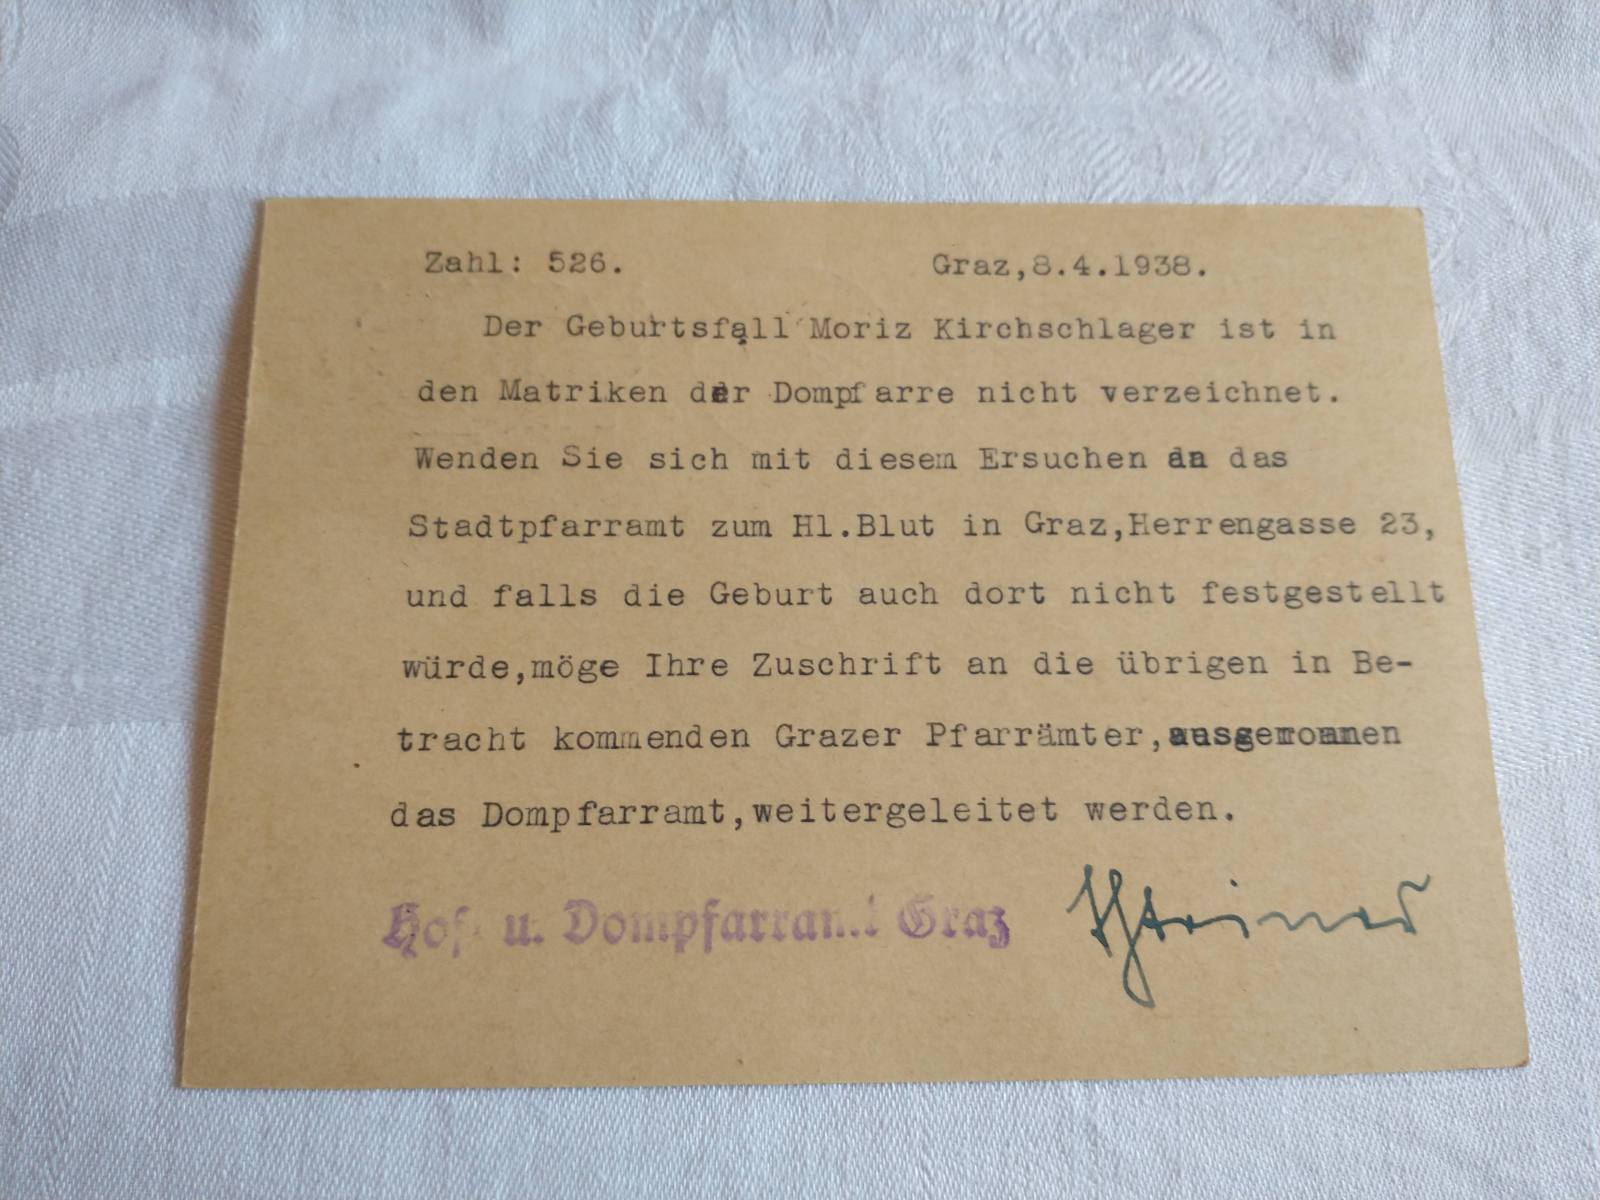 Zahl: 526. Graz,8.4.1938.
Der Geburtsfall Moriz Kirchschlager ist in
den Matriken der Dompfarre nicht verzeichnet.
Wenden Sie sich mit diesem Ersuchen an das
Stadtpfarramt zum Hl.Blut in Graz,Herrengasse 23,
und falls die Geburt auch dort nicht festgestellt
würde,möge Ihre Zuschrift an die übrigen in Be-
tracht kommenden Grazer Pfarrämter,ausgenommen
das Dompfarramt,weitergeleitet werden.
Hof u. Dompfarramt Graz